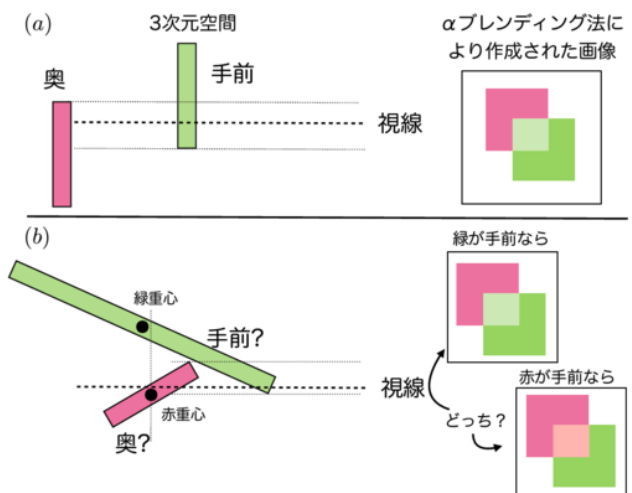 (a)
3次元空間
奥
手前
視線
αブレンディング法に
より作成された画像
(b)
緑重心
手前?
赤重心
奥?
視線
緑が手前なら
どっち？
赤が手前なら